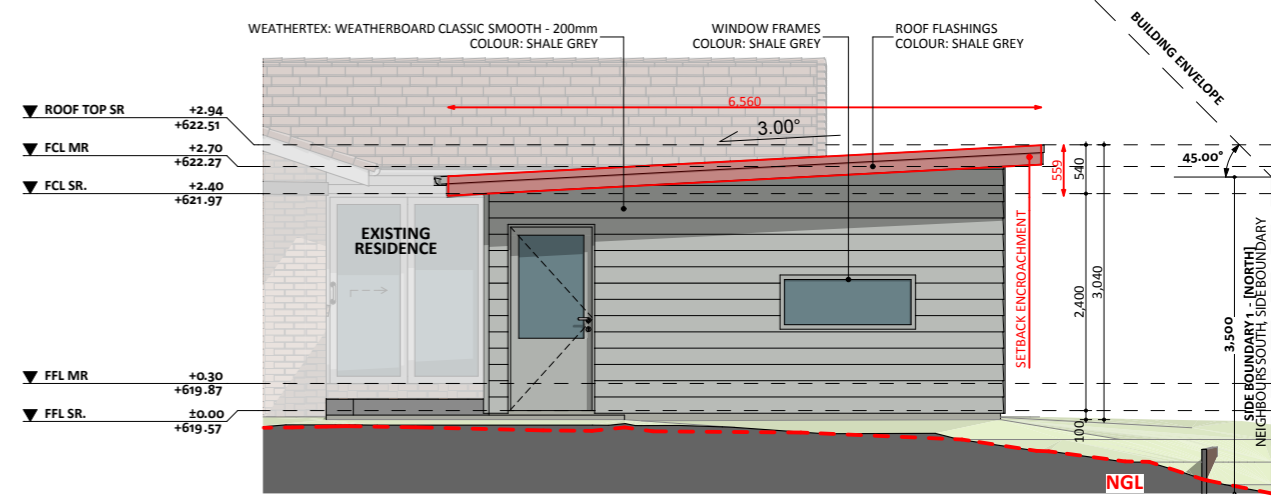 WEATHERTEX: WEATHERBOARD CLASSIC SMOOTH - 200mm
COLOUR: SHALE GREY
WINDOW FRAMES
COLOUR: SHALE GREY
ROOF FLASHINGS
COLOUR: SHALE GREY
BUILDING ENVELOPE
ROOF TOP SR +2.94
+622.51
FCL MR +2.70
+622.27
FCL SR. +2.40
+621.97
6.560
3.00°
45.00°
559
540
EXISTING
RESIDENCE
SETBACK ENCROACHMENT
2,400
3,040
3,500
SIDE BOUNDARY 1 - [NORTH]
NEIGHBOURS SOUTH, SIDE BOUNDARY
FFL MR +0.30
+619.87
FFL SR. ±0.00
+619.57
100
NGL